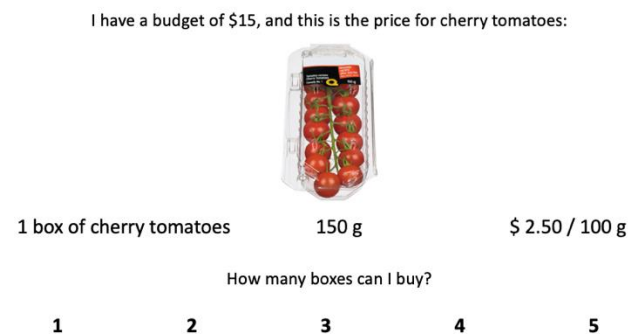 I have a budget of $15, and this is the price for cherry tomatoes:
1 box of cherry tomatoes 150 g $ 2.50 / 100 g
How many boxes can I buy?
1 2 3 4 5